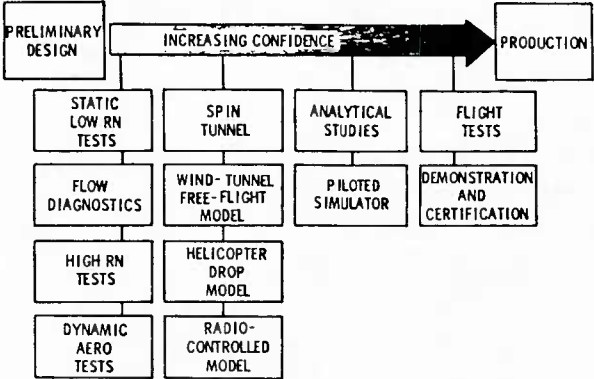 PRELIMINARY
DESIGN
INCREASING CONFIDENCE
PRODUCTION
STATIC
LOW RN
TESTS
FLOW
DIAGNOSTICS
HIGH RN
TESTS
DYNAMIC
AERO
TESTS
SPIN
TUNNEL
WIND-TUNNEL
FREE-FLIGHT
MODEL
HELICOPTER
DROP
MODEL
RADIO-
CONTROLLED
MODEL
ANALYTICAL
STUDIES
PILOTED
SIMULATOR
FLIGHT
TESTS
DEMONSTRATION
AND
CERTIFICATION